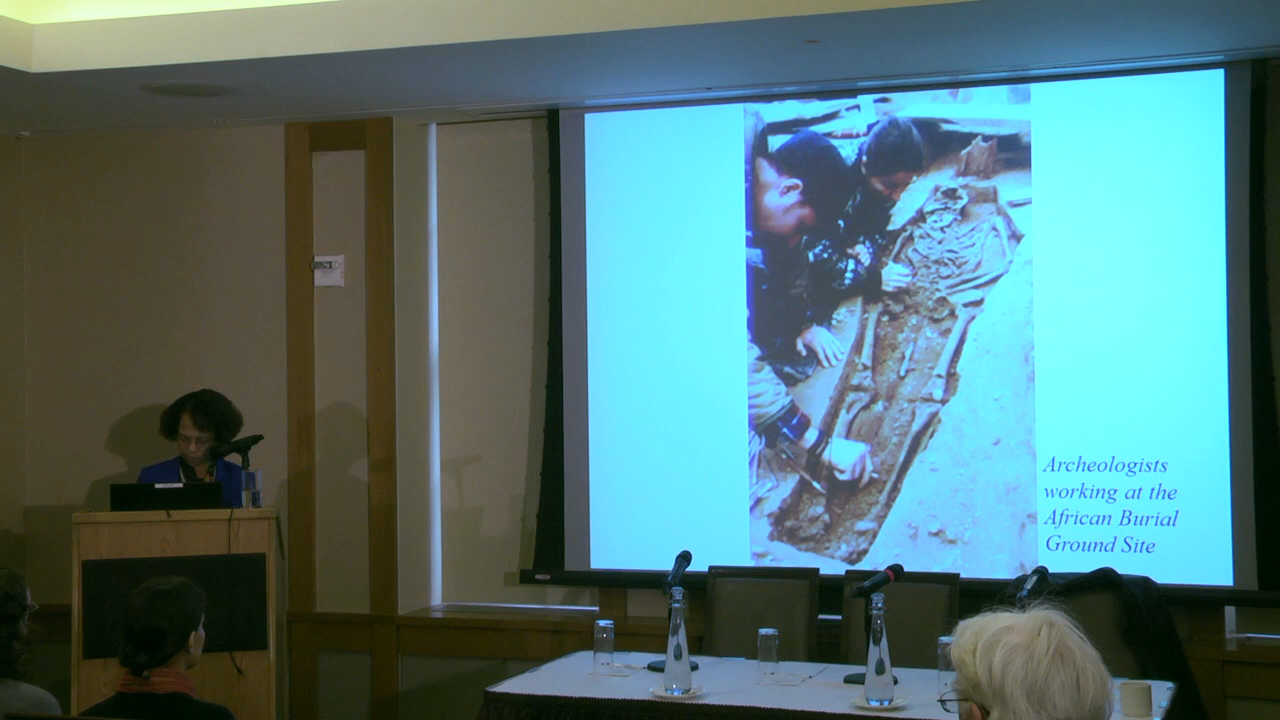 Archeologists
working at the
African Burial
Ground Site